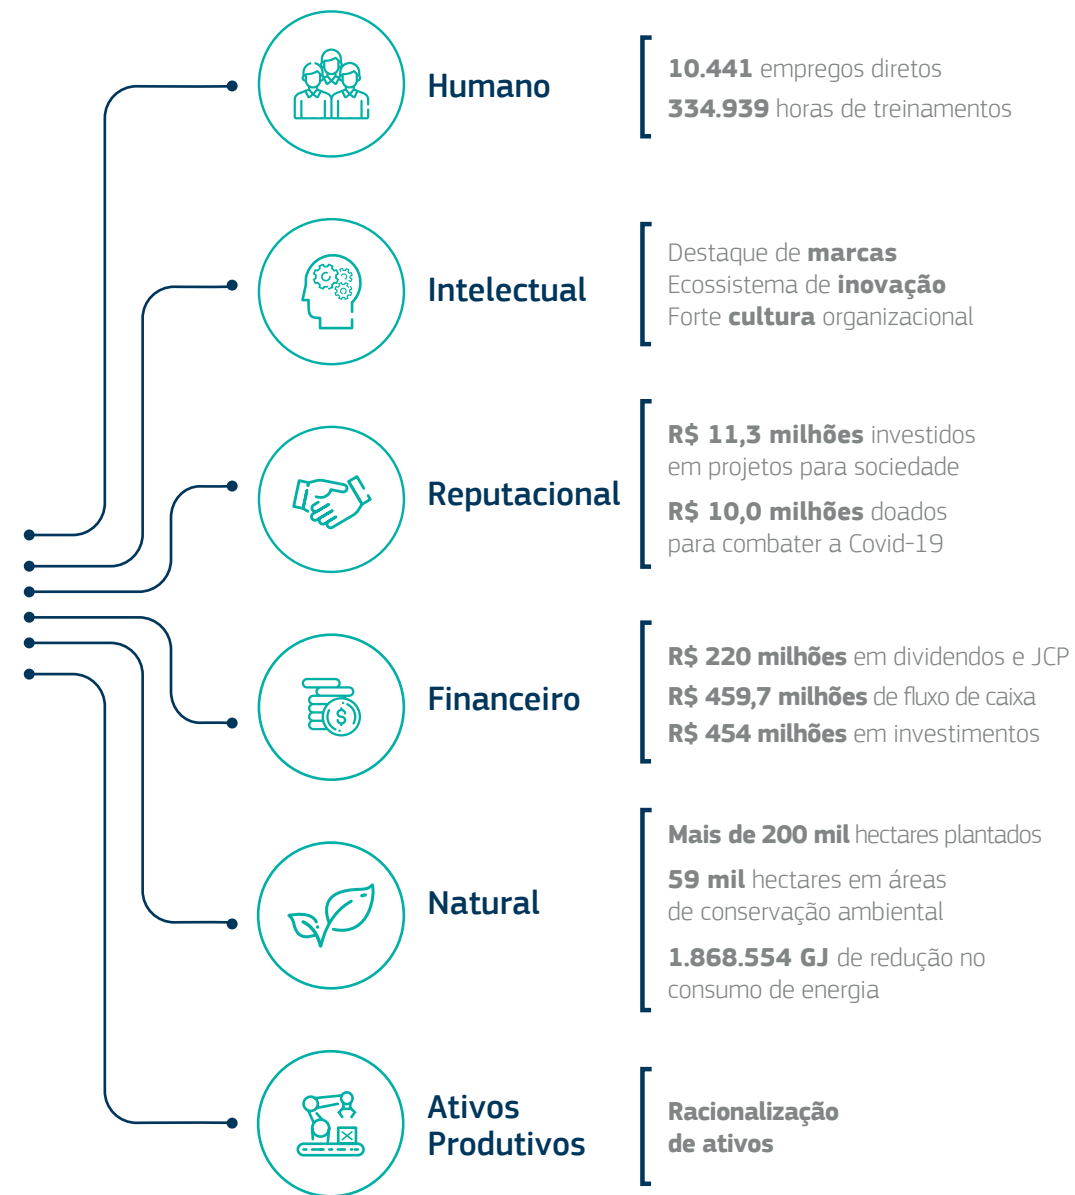 Humano
10.441 empregos diretos
334.939 horas de treinamentos
Intelectual
Destaque de marcas
Ecossistema de inovação
Forte cultura organizacional
Reputacional
R$ 11,3 milhões investidos
em projetos para sociedade
R$ 10,0 milhões doados
para combater a Covid-19
Financeiro
$
R$ 220 milhões em dividendos e JCP
R$ 459,7 milhões de fluxo de caixa
R$ 454 milhões em investimentos
Natural
Mais de 200 mil hectares plantados
59 mil hectares em áreas
de conservação ambiental
1.868.554 GJ de redução no
consumo de energia
Ativos
Produtivos
Racionalização
de ativos